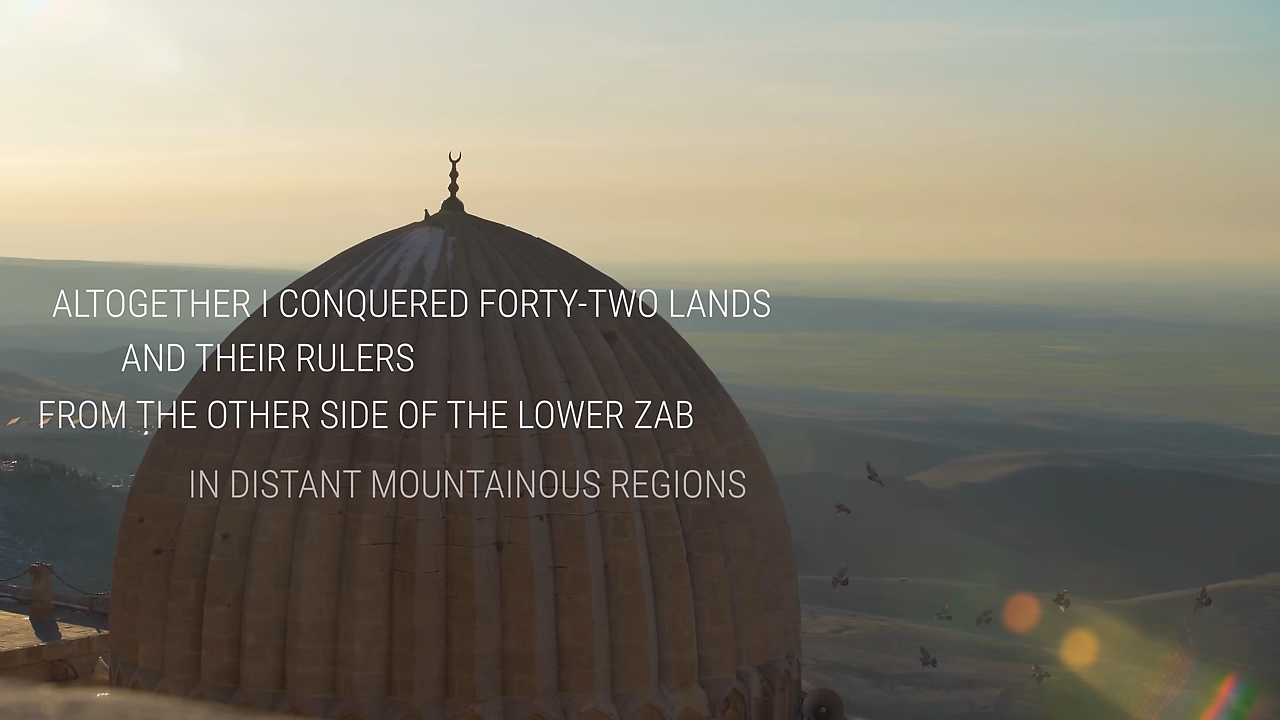 ALTOGETHER I CONQUERED FORTY-TWO LANDS
AND THEIR RULERS
FROM THE OTHER SIDE OF THE LOWER ZAB
IN DISTANT MOUNTAINOUS REGIONS